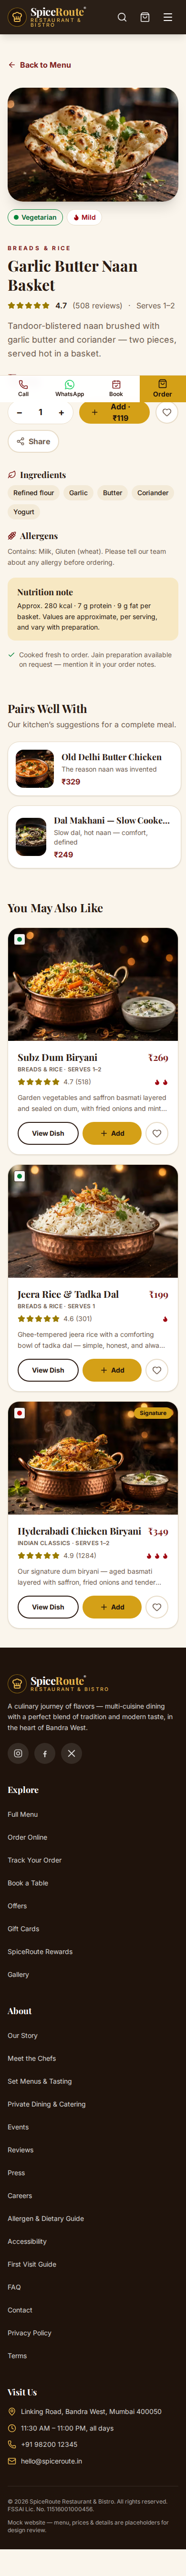 SpiceRoute
RESTAURANT &
BISTRO
Back to Menu
Vegetarian
Mild
BREADS & RICE
Garlic Butter Naan
Basket
4.7 (508 reviews) · Serves 1–2
Tandoor-blistered naan brushed with
garlic butter and coriander — two pieces,
served hot in a basket.
Call
WhatsApp
Book
Order
− 1 +
+ Add ·
₹119
Share
Ingredients
Refined flour
Garlic
Butter
Coriander
Yogurt
Allergens
Contains: Milk, Gluten (wheat). Please tell our team
about any allergy before ordering.
Nutrition note
Approx. 280 kcal · 7 g protein · 9 g fat per
basket. Values are approximate, per serving,
and vary with preparation.
Cooked fresh to order. Jain preparation available
on request — mention it in your order notes.
Pairs Well With
Our kitchen's suggestions for a complete meal.
Old Delhi Butter Chicken
The reason naan was invented
₹329
Dal Makhani — Slow Cooke...
Slow dal, hot naan — comfort,
defined
₹249
You May Also Like
Subz Dum Biryani ₹269
BREADS & RICE · SERVES 1–2
4.7 (518)
Garden vegetables and saffron basmati layered
and sealed on dum, with fried onions and mint...
View Dish
+ Add
Jeera Rice & Tadka Dal ₹199
BREADS & RICE · SERVES 1
4.6 (301)
Ghee-tempered jeera rice with a comforting
bowl of tadka dal — simple, honest, and alwa...
View Dish
+ Add
Signature
Hyderabadi Chicken Biryani ₹349
INDIAN CLASSICS · SERVES 1–2
4.9 (1284)
Our signature dum biryani — aged basmati
layered with saffron, fried onions and tender...
View Dish
+ Add
SpiceRoute
RESTAURANT & BISTRO
A culinary journey of flavors — multi-cuisine dining
with a perfect blend of tradition and modern taste, in
the heart of Bandra West.
Explore
Full Menu
Order Online
Track Your Order
Book a Table
Offers
Gift Cards
SpiceRoute Rewards
Gallery
About
Our Story
Meet the Chefs
Set Menus & Tasting
Private Dining & Catering
Events
Reviews
Press
Careers
Allergen & Dietary Guide
Accessibility
First Visit Guide
FAQ
Contact
Privacy Policy
Terms
Visit Us
Linking Road, Bandra West, Mumbai 400050
11:30 AM – 11:00 PM, all days
+91 98200 12345
hello@spiceroute.in
© 2026 SpiceRoute Restaurant & Bistro. All rights reserved.
FSSAI Lic. No. 11516001000456.
Mock website — menu, prices & details are placeholders for
design review.